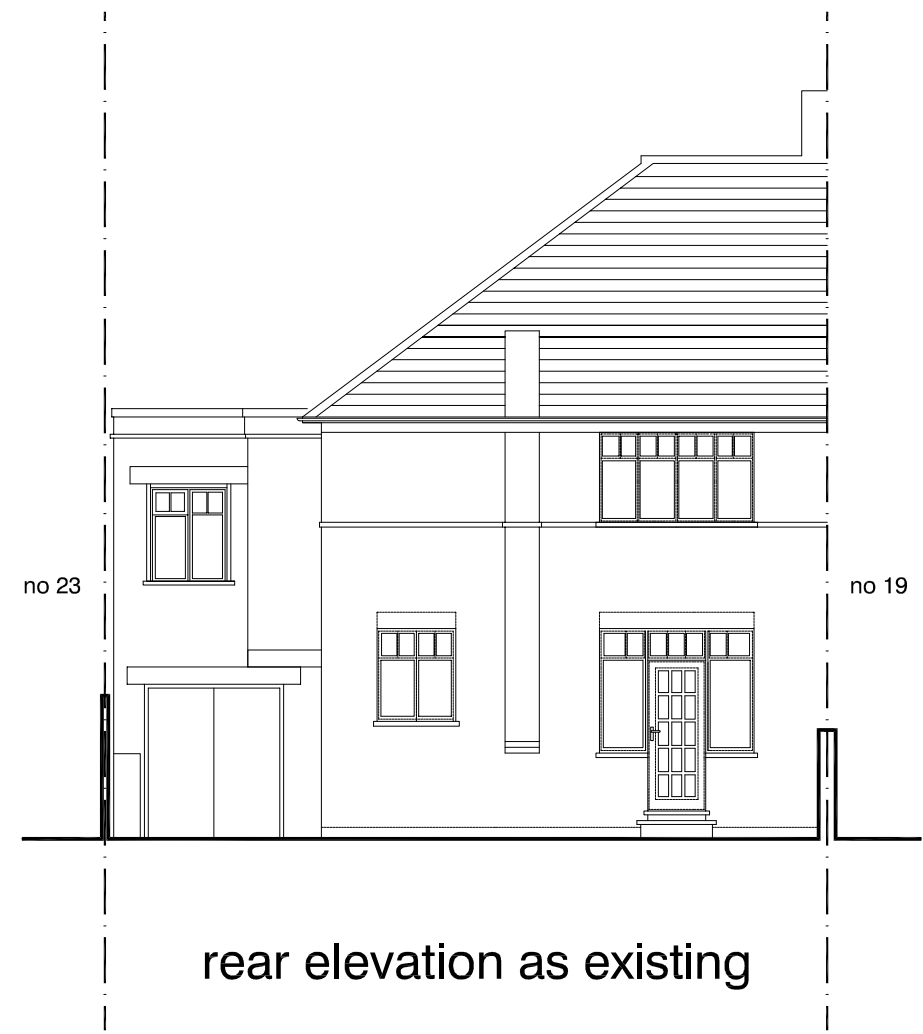 no 23
no 19
rear elevation as existing